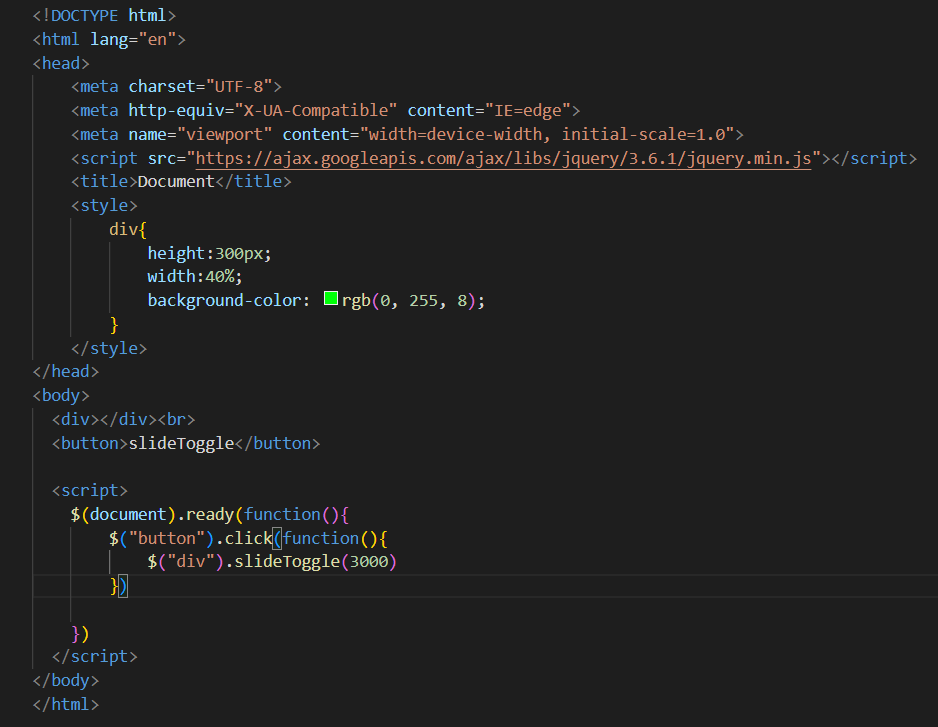 <!DOCTYPE html>
<html lang="en">
<head>
    <meta charset="UTF-8">
    <meta http-equiv="X-UA-Compatible" content="IE=edge">
    <meta name="viewport" content="width=device-width, initial-scale=1.0">
    <script src="https://ajax.googleapis.com/ajax/libs/jquery/3.6.1/jquery.min.js"></script>
    <title>Document</title>
    <style>
        div{
            height:300px;
            width:40%;
            background-color: rgb(0, 255, 8);
        }
    </style>
</head>
<body>
  <div></div><br>
  <button>slideToggle</button>

  <script>
    $(document).ready(function(){
        $("button").click(function(){
            $("div").slideToggle(3000)
        })

    })
  </script>
</body>
</html>